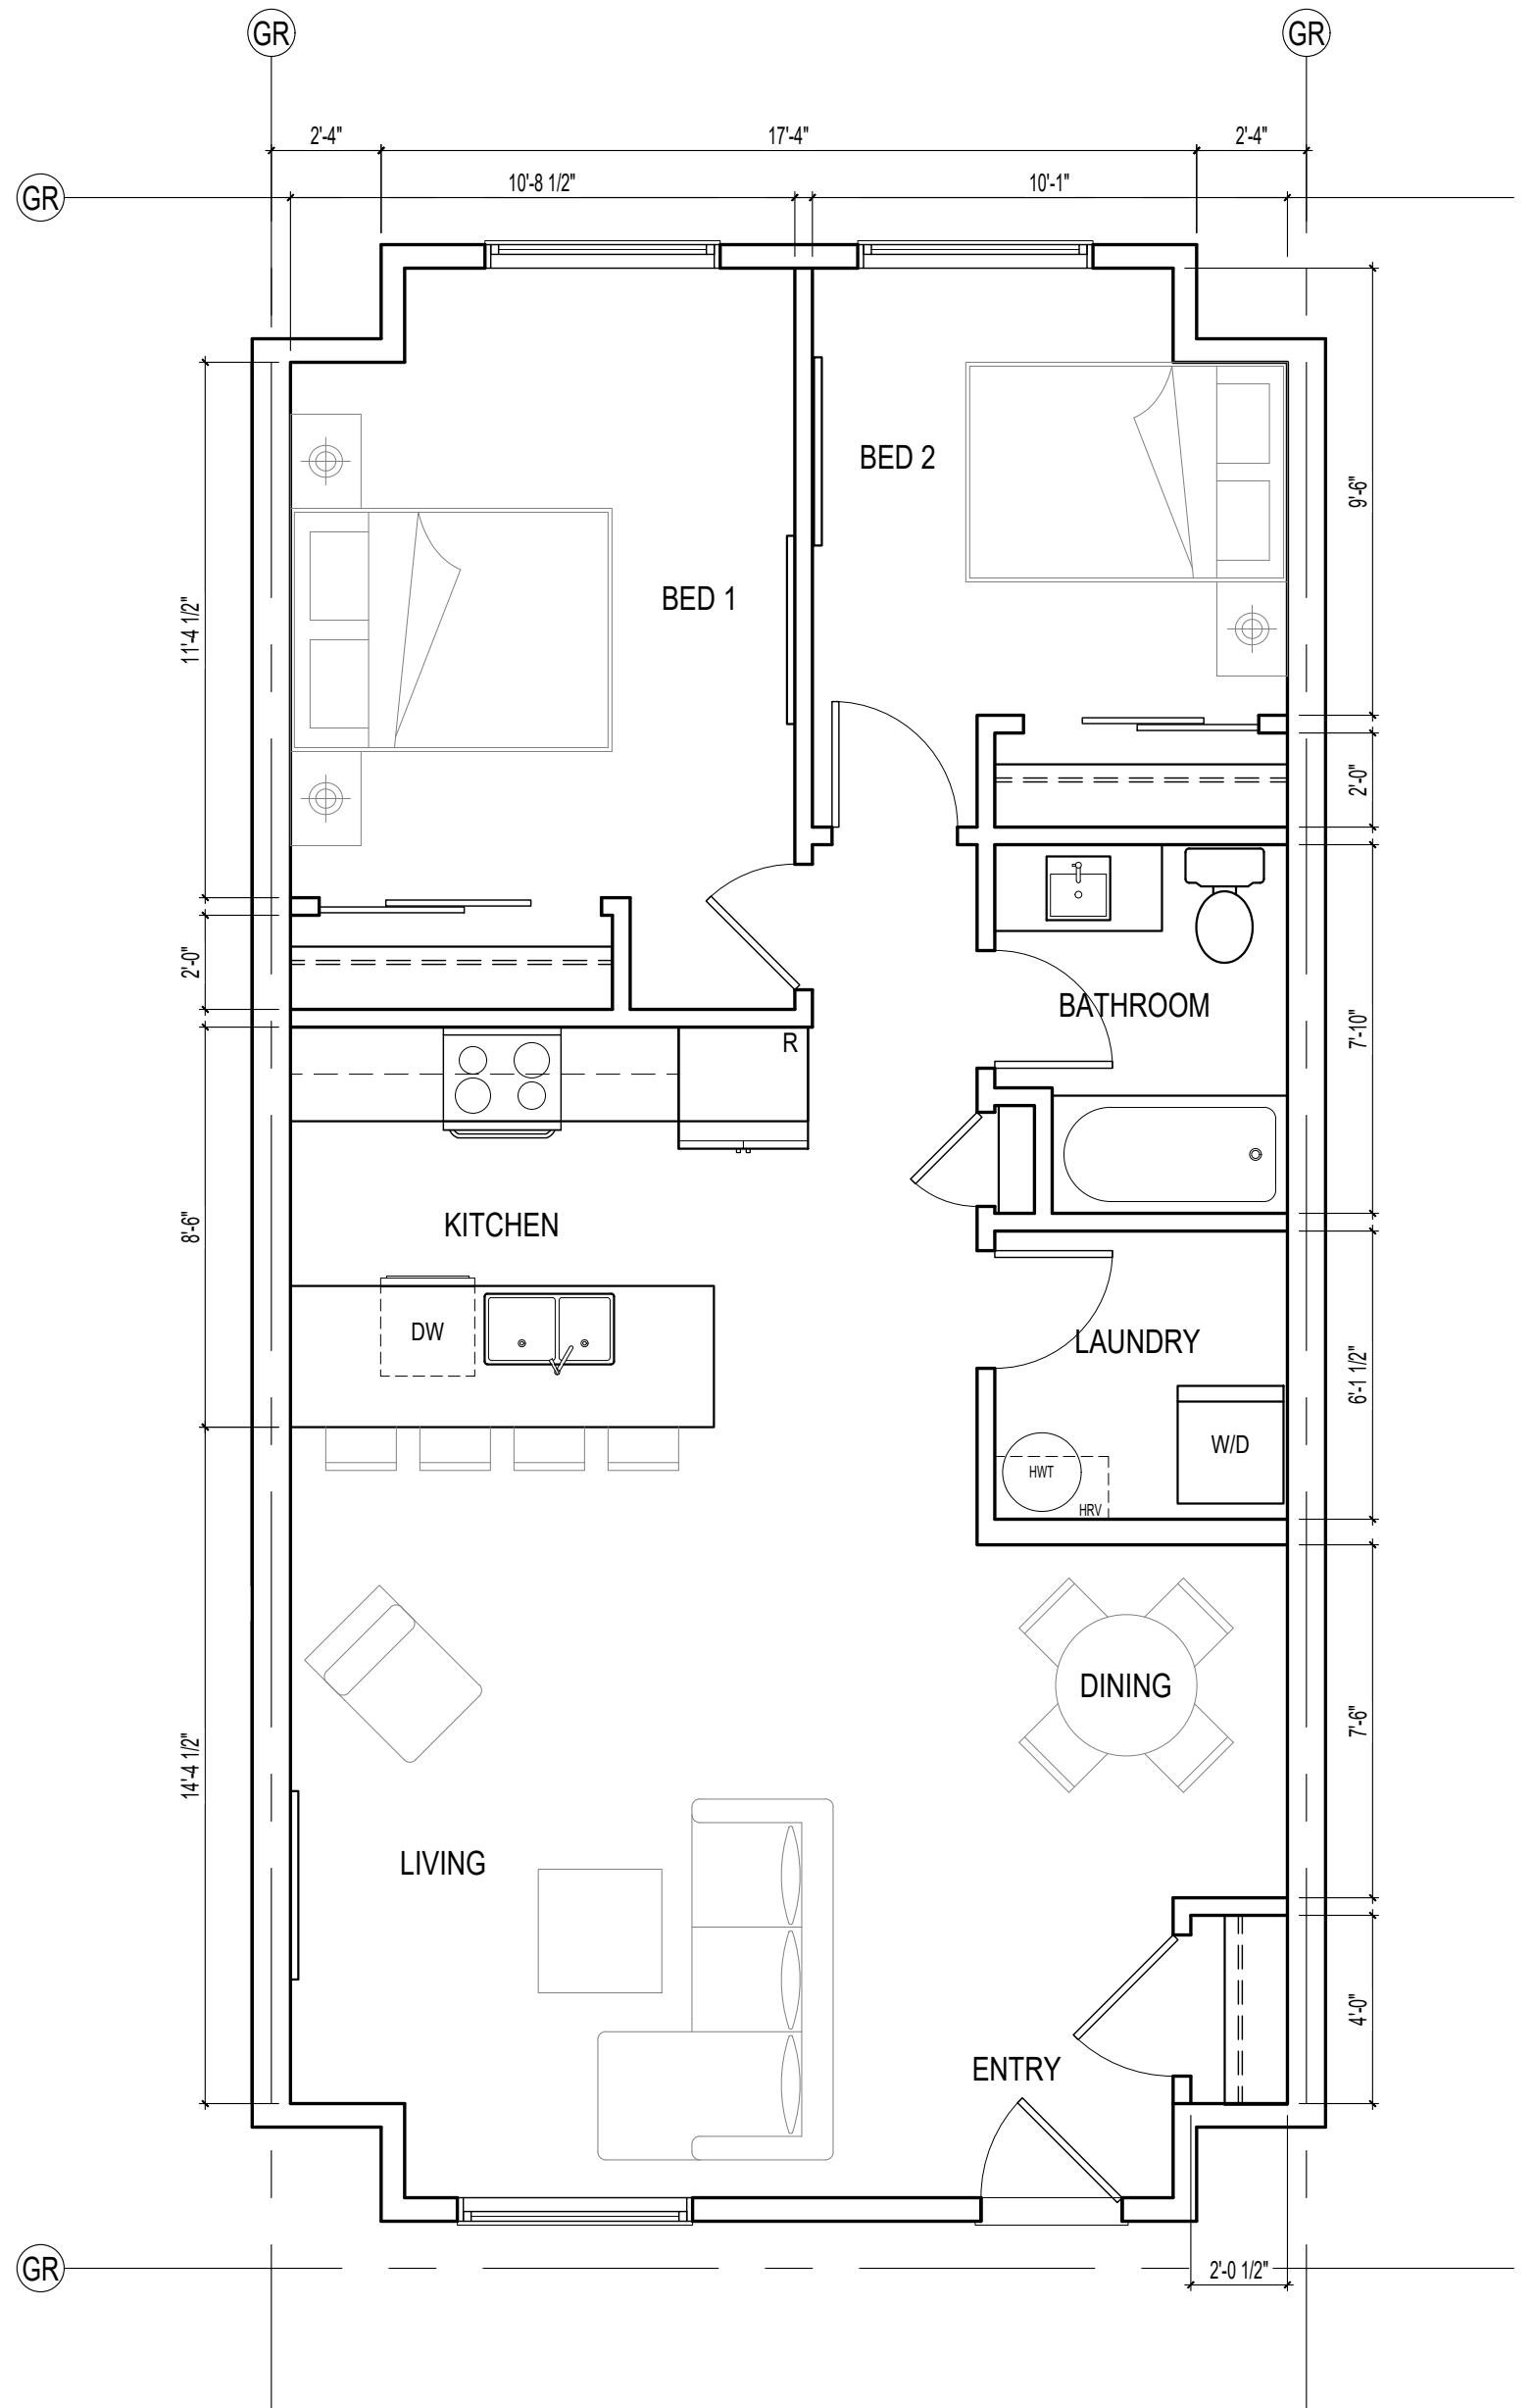 GR
GR
2'-4"
17'-4"
2'-4"
GR
10'-8 1/2"
10'-1"
BED 2
9'-6"
BED 1
11'-4 1/2"
2'-0"
2'-0"
BATHROOM
7'-10"
R
KITCHEN
8'-6"
DW
LAUNDRY
6'-1 1/2"
W/D
HWT
HRV
DINING
7'-6"
14'-4 1/2"
LIVING
4'-0"
ENTRY
GR
2'-0 1/2"